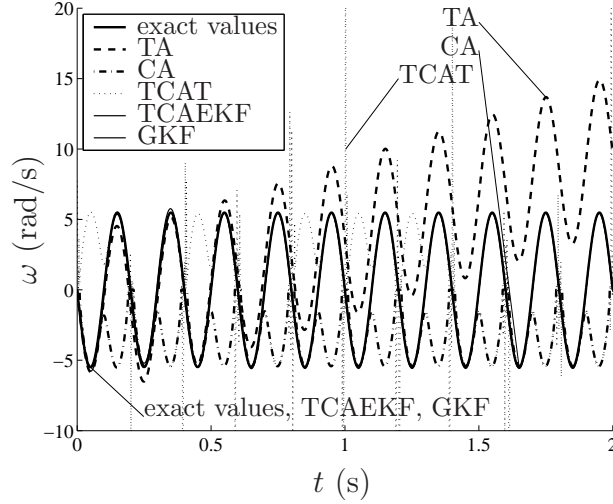 20
15
10
5
0
−5
−10
ω (rad/s)
exact values
TA
CA
TCAT
TCAEKF
GKF
TA
CA
TCAT
exact values, TCAEKF, GKF
0
0.5
1
1.5
2
t (s)